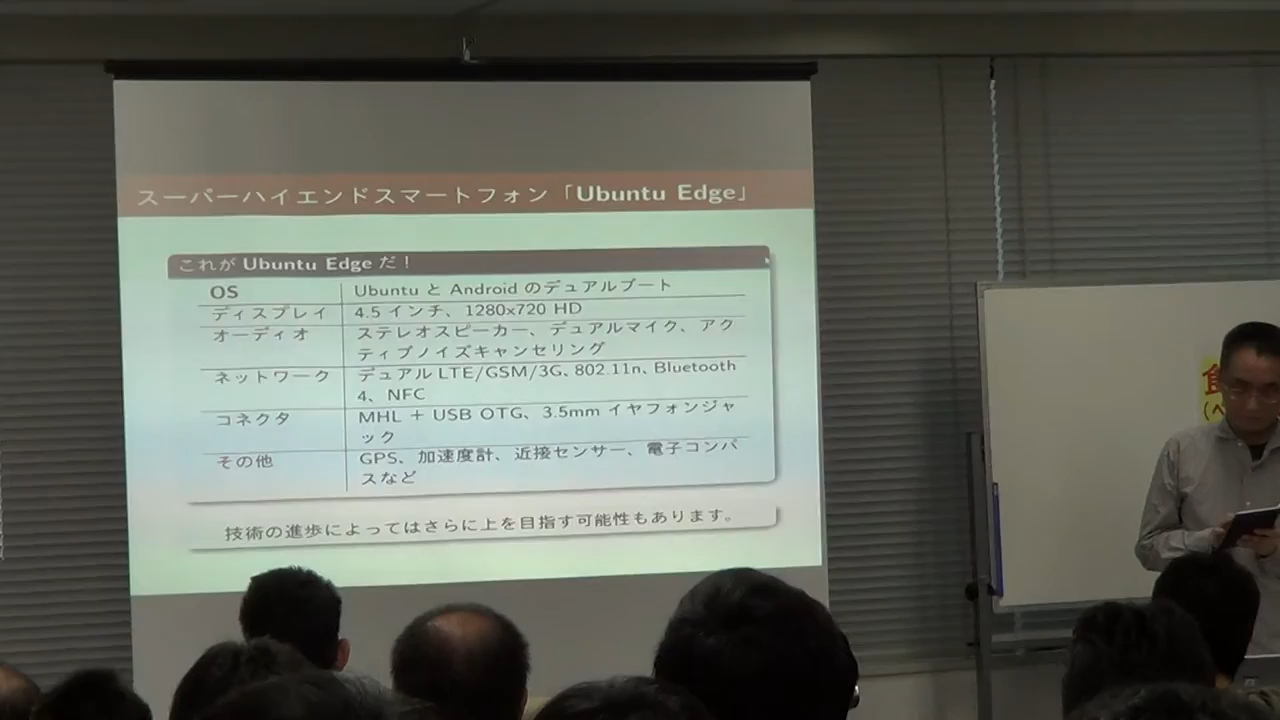 スーパーハイエンドスマートフォン「Ubuntu Edge」
これが Ubuntu Edge だ！
OS Ubuntu と Android のデュアルブート
ディスプレイ 4.5 インチ、1280x720 HD
オーディオ ステレオスピーカー、デュアルマイク、アク
ティブノイズキャンセリング
ネットワーク デュアル LTE/GSM/3G、802.11n、Bluetooth
4、NFC
コネクタ MHL + USB OTG、3.5mm イヤフォンジャ
ック
その他 GPS、加速度計、近接センサー、電子コンパ
スなど
技術の進歩によってはさらに上を目指す可能性もあります。